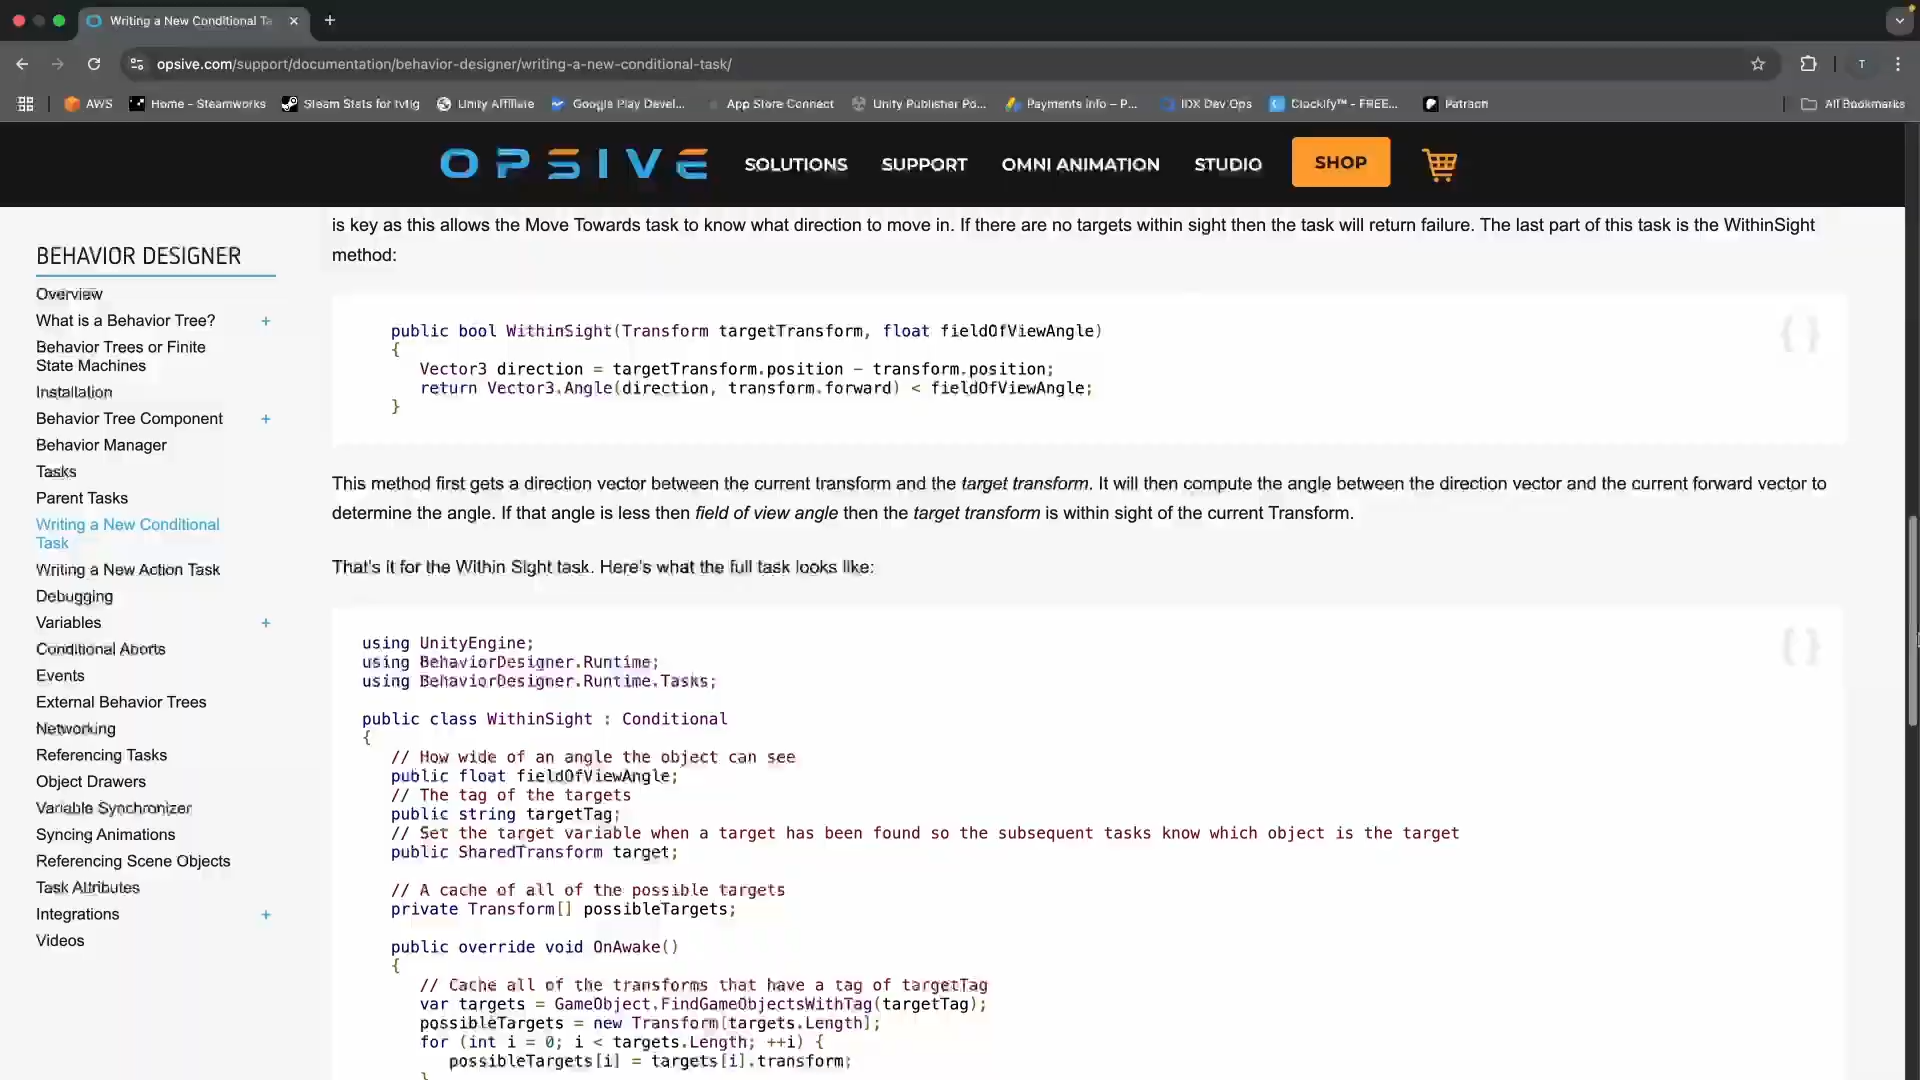 Writing a New Conditional Ta
opsive.com/support/documentation/behavior-designer/writing-a-new-conditional-task/
T
AWS
Home - Steamworks
Steam Stats for tvtig
Unity Affiliate
Google Play Devel...
App Store Connect
Unity Publisher Po...
Payments info – P...
IDX Dev Ops
Clockify™ - FREE...
Patreon
All Bookmarks
OPSIVE
SOLUTIONS
SUPPORT
OMNI ANIMATION
STUDIO
SHOP
BEHAVIOR DESIGNER
Overview
What is a Behavior Tree? +
Behavior Trees or Finite
State Machines
Installation
Behavior Tree Component +
Behavior Manager
Tasks
Parent Tasks
Writing a New Conditional
Task
Writing a New Action Task
Debugging
Variables +
Conditional Aborts
Events
External Behavior Trees
Networking
Referencing Tasks
Object Drawers
Variable Synchronizer
Syncing Animations
Referencing Scene Objects
Task Attributes
Integrations +
Videos
is key as this allows the Move Towards task to know what direction to move in. If there are no targets within sight then the task will return failure. The last part of this task is the WithinSight
method:
{ }
public bool WithinSight(Transform targetTransform, float fieldOfViewAngle)
{
Vector3 direction = targetTransform.position - transform.position;
return Vector3.Angle(direction, transform.forward) < fieldOfViewAngle;
}
This method first gets a direction vector between the current transform and the target transform. It will then compute the angle between the direction vector and the current forward vector to
determine the angle. If that angle is less then field of view angle then the target transform is within sight of the current Transform.
That's it for the Within Sight task. Here's what the full task looks like:
{ }
using UnityEngine;
using BehaviorDesigner.Runtime;
using BehaviorDesigner.Runtime.Tasks;
public class WithinSight : Conditional
{
// How wide of an angle the object can see
public float fieldOfViewAngle;
// The tag of the targets
public string targetTag;
// Set the target variable when a target has been found so the subsequent tasks know which object is the target
public SharedTransform target;
// A cache of all of the possible targets
private Transform[] possibleTargets;
public override void OnAwake()
{
// Cache all of the transforms that have a tag of targetTag
var targets = GameObject.FindGameObjectsWithTag(targetTag);
possibleTargets = new Transform[targets.Length];
for (int i = 0; i < targets.Length; ++i) {
possibleTargets[i] = targets[i].transform;
}